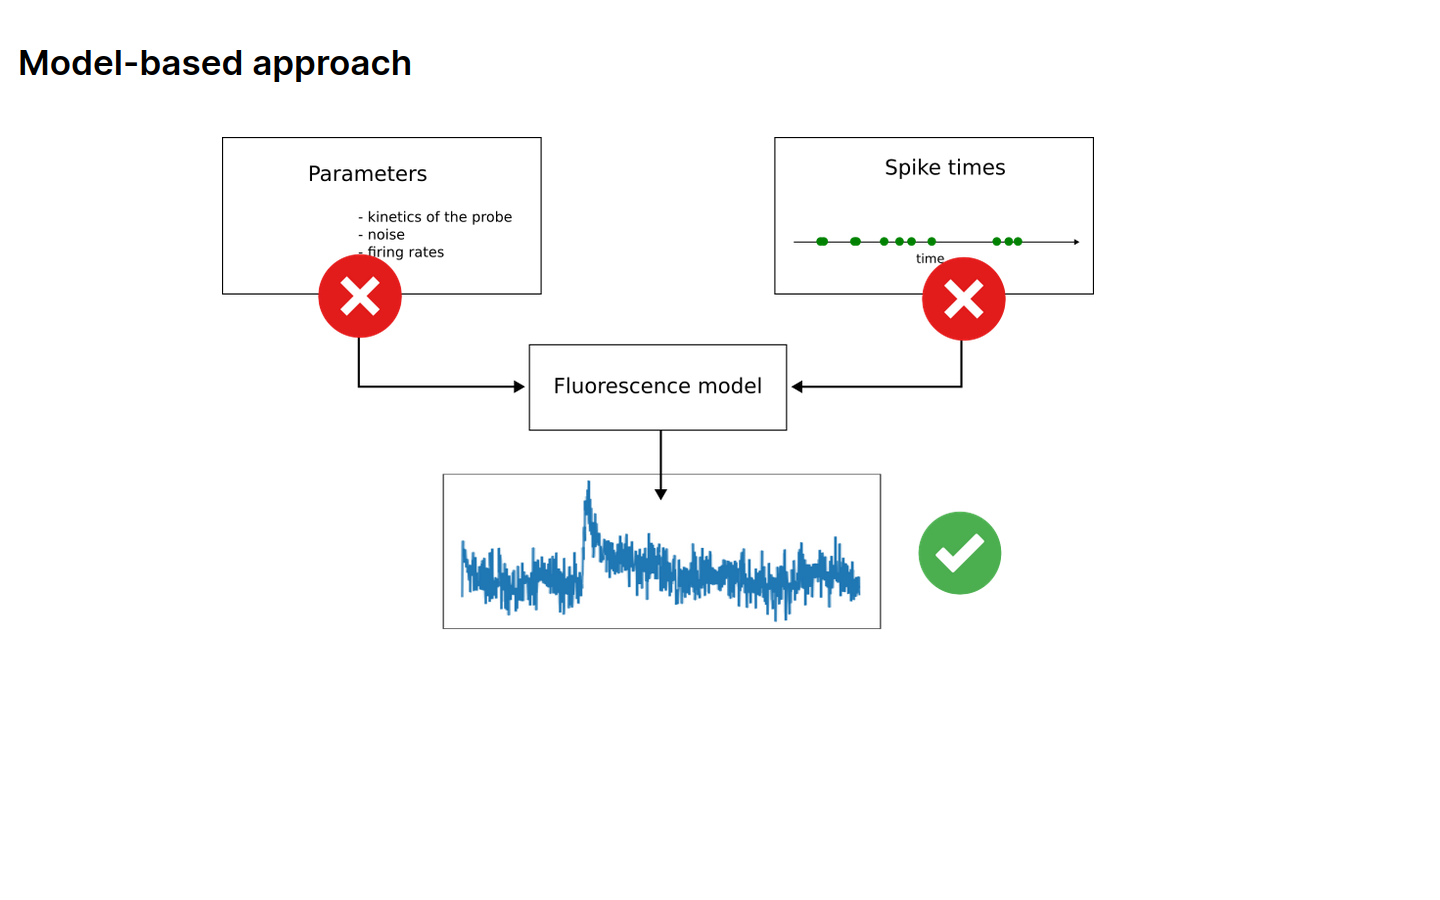 Model-based approach
Parameters
- kinetics of the probe
- noise
- firing rates
Spike times
time
Fluorescence model